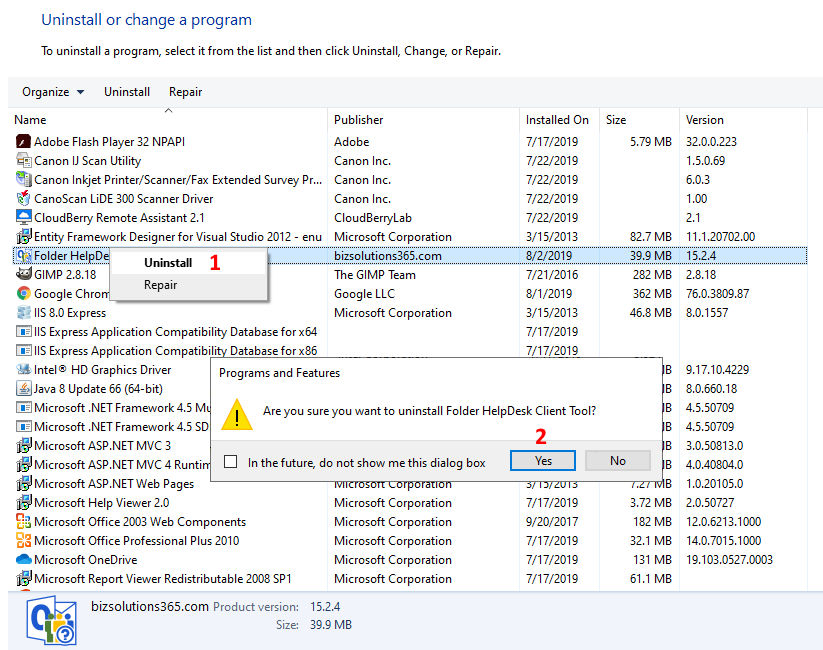 Uninstall or change a program
To uninstall a program, select it from the list and then click Uninstall, Change, or Repair.
Organize Uninstall Repair
Name Publisher Installed On Size Version
Adobe Flash Player 32 NPAPI Adobe 7/17/2019 5.79 MB 32.0.0.223
Canon IJ Scan Utility Canon Inc. 7/22/2019 1.5.0.69
Canon Inkjet Printer/Scanner/Fax Extended Survey Pr... Canon Inc. 7/22/2019 6.0.3
CanoScan LiDE 300 Scanner Driver Canon Inc. 7/22/2019 1.00
CloudBerry Remote Assistant 2.1 CloudBerryLab 7/22/2019 2.1
Entity Framework Designer for Visual Studio 2012 - enu Microsoft Corporation 3/15/2013 82.7 MB 11.1.20702.00
Folder HelpDe bizsolutions365.com 8/2/2019 39.9 MB 15.2.4
Uninstall 1
GIMP 2.8.18 The GIMP Team 7/21/2016 282 MB 2.8.18
Repair
Google Chrom Google LLC 8/1/2019 362 MB 76.0.3809.87
IIS 8.0 Express Microsoft Corporation 3/15/2013 46.8 MB 8.0.1557
IIS Express Application Compatibility Database for x64 7/17/2019
IIS Express Application Compatibility Database for x86 7/17/2019
Intel® HD Graphics Driver MB 9.17.10.4229
Programs and Features
Java 8 Update 66 (64-bit) MB 8.0.660.18
Microsoft .NET Framework 4.5 Mu MB 4.5.50709
Are you sure you want to uninstall Folder HelpDesk Client Tool?
Microsoft .NET Framework 4.5 SD MB 4.5.50709
2
Microsoft ASP.NET MVC 3 MB 3.0.50813.0
Microsoft ASP.NET MVC 4 Runtim MB 4.0.40804.0
In the future, do not show me this dialog box Yes No
Microsoft ASP.NET Web Pages Microsoft Corporation 3/15/2013 7.27 MB 1.0.20105.0
Microsoft Help Viewer 2.0 Microsoft Corporation 7/17/2019 3.72 MB 2.0.50727
Microsoft Office 2003 Web Components Microsoft Corporation 9/20/2017 182 MB 12.0.6213.1000
Microsoft Office Professional Plus 2010 Microsoft Corporation 7/17/2019 32.1 MB 14.0.7015.1000
Microsoft OneDrive Microsoft Corporation 7/17/2019 131 MB 19.103.0527.0003
Microsoft Report Viewer Redistributable 2008 SP1 Microsoft Corporation 7/17/2019 61.1 MB
bizsolutions365.com Product version: 15.2.4
Size: 39.9 MB